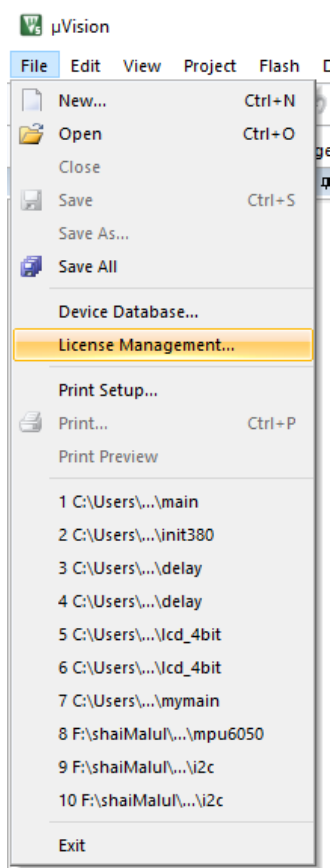 µVision
File Edit View Project Flash
New... Ctrl+N
Open Ctrl+O
Close
Save Ctrl+S
Save As...
Save All
Device Database...
License Management...
Print Setup...
Print... Ctrl+P
Print Preview
1 C:\Users\...\main
2 C:\Users\...\init380
3 C:\Users\...\delay
4 C:\Users\...\delay
5 C:\Users\...\lcd_4bit
6 C:\Users\...\lcd_4bit
7 C:\Users\...\mymain
8 F:\shaiMalul\...\mpu6050
9 F:\shaiMalul\...\i2c
10 F:\shaiMalul\...\i2c
Exit